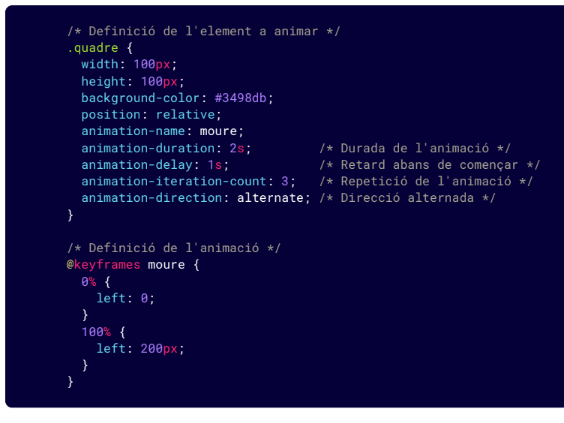 /* Definició de l'element a animar */
.quadre {
  width: 100px;
  height: 100px;
  background-color: #3498db;
  position: relative;
  animation-name: moure;
  animation-duration: 2s;         /* Durada de l'animació */
  animation-delay: 1s;            /* Retard abans de començar */
  animation-iteration-count: 3;   /* Repetició de l'animació */
  animation-direction: alternate; /* Direcció alternada */
}

/* Definició de l'animació */
@keyframes moure {
  0% {
    left: 0;
  }
  100% {
    left: 200px;
  }
}